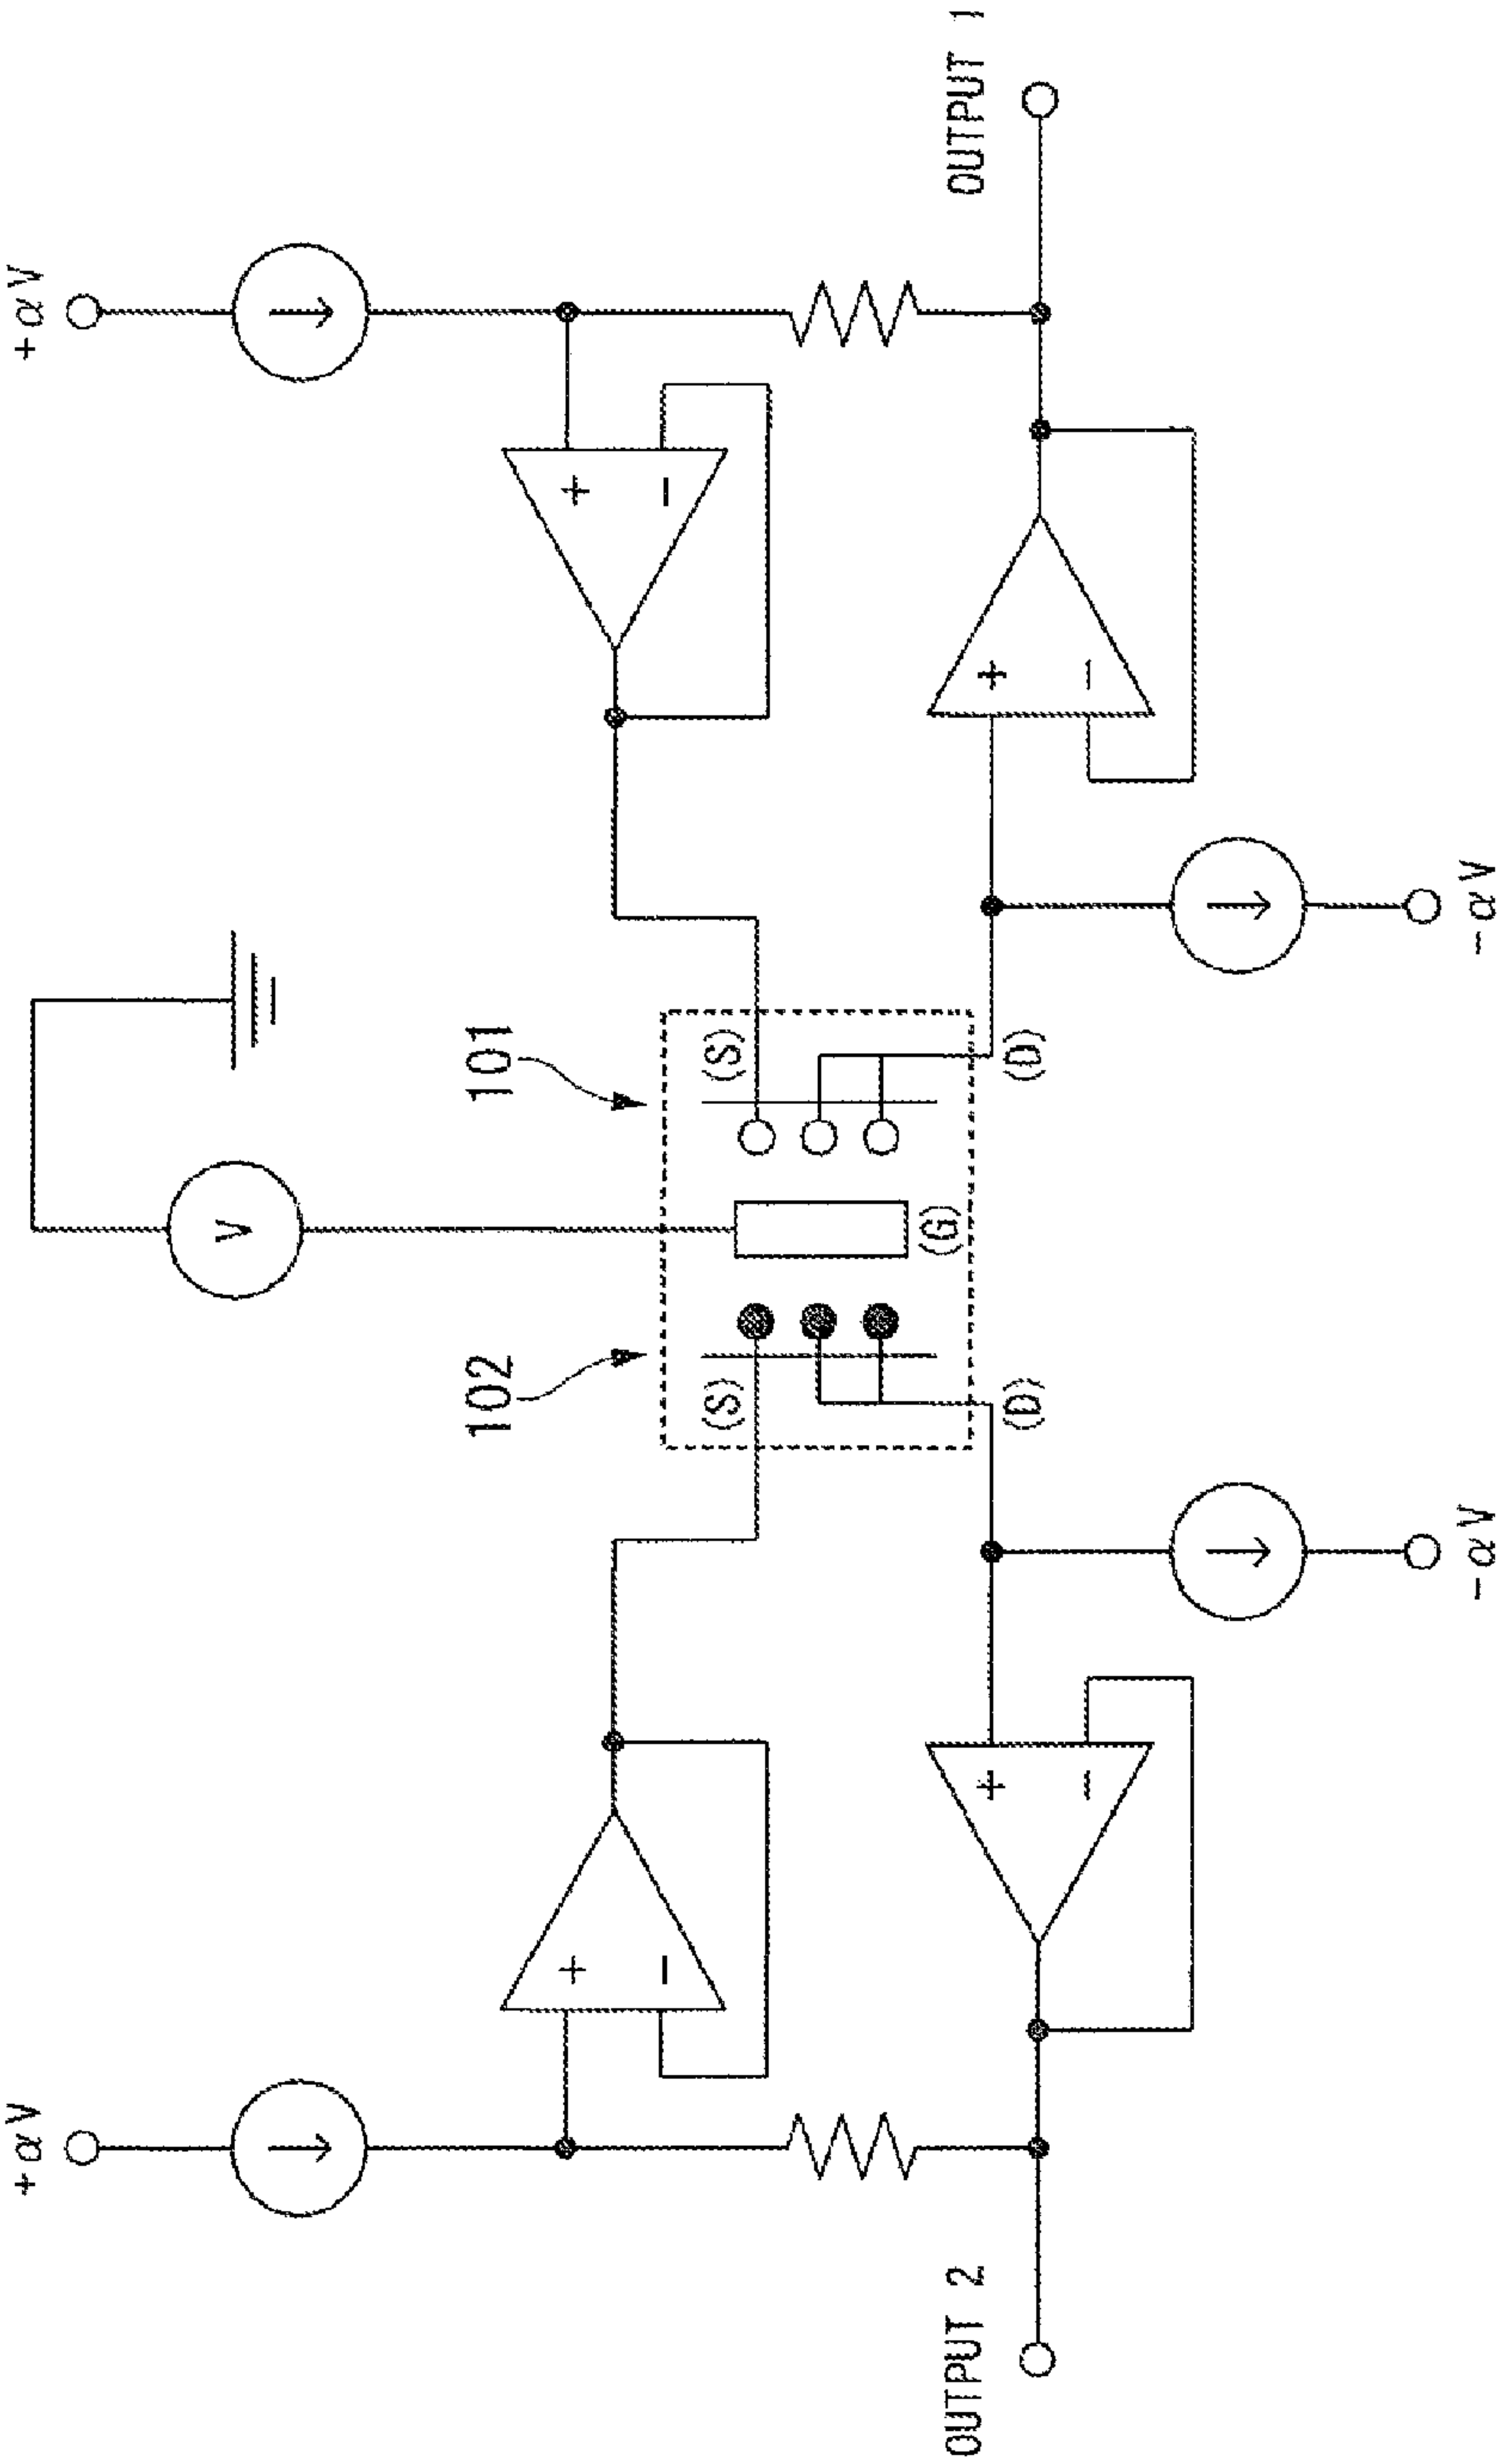 +αV
+αV
V
102
101
(S)
(S)
+
−
+
−
(G)
(D)
(D)
+
−
+
−
OUTPUT 2
OUTPUT 1
−αV
−αV